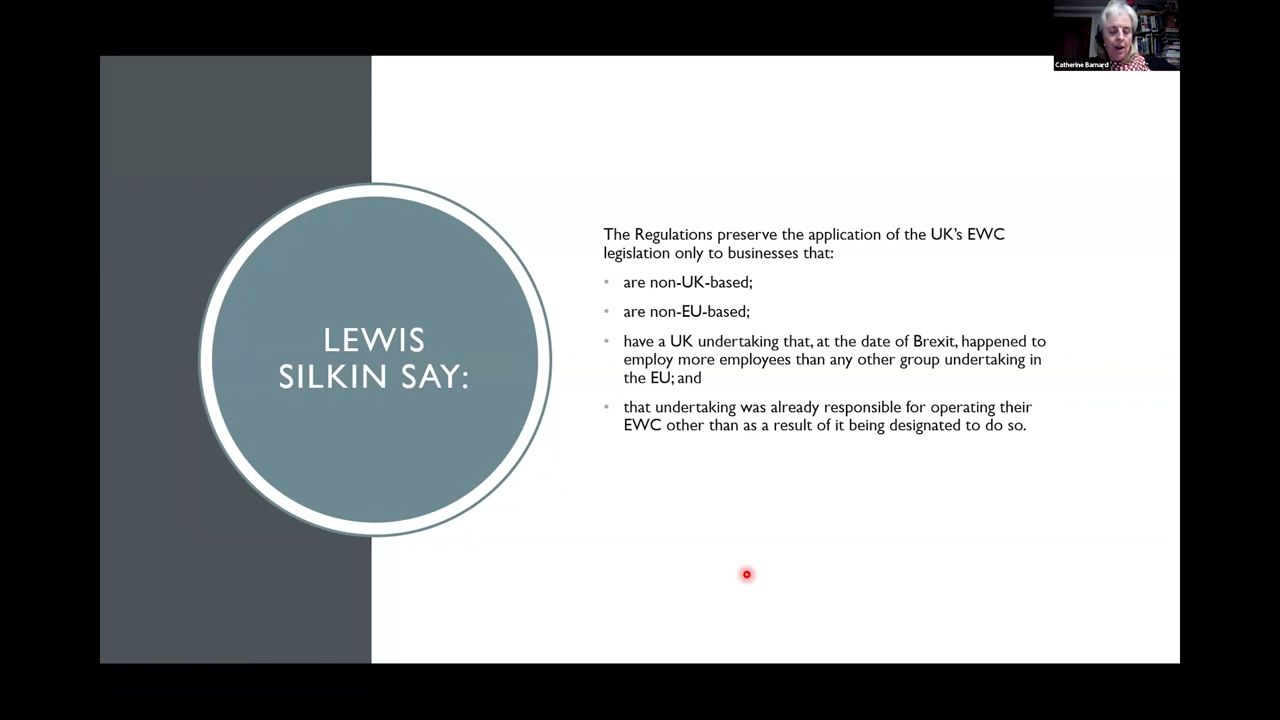 Catherine Barnard
LEWIS
SILKIN SAY:
The Regulations preserve the application of the UK’s EWC
legislation only to businesses that:
• are non-UK-based;
• are non-EU-based;
• have a UK undertaking that, at the date of Brexit, happened to
employ more employees than any other group undertaking in
the EU; and
• that undertaking was already responsible for operating their
EWC other than as a result of it being designated to do so.